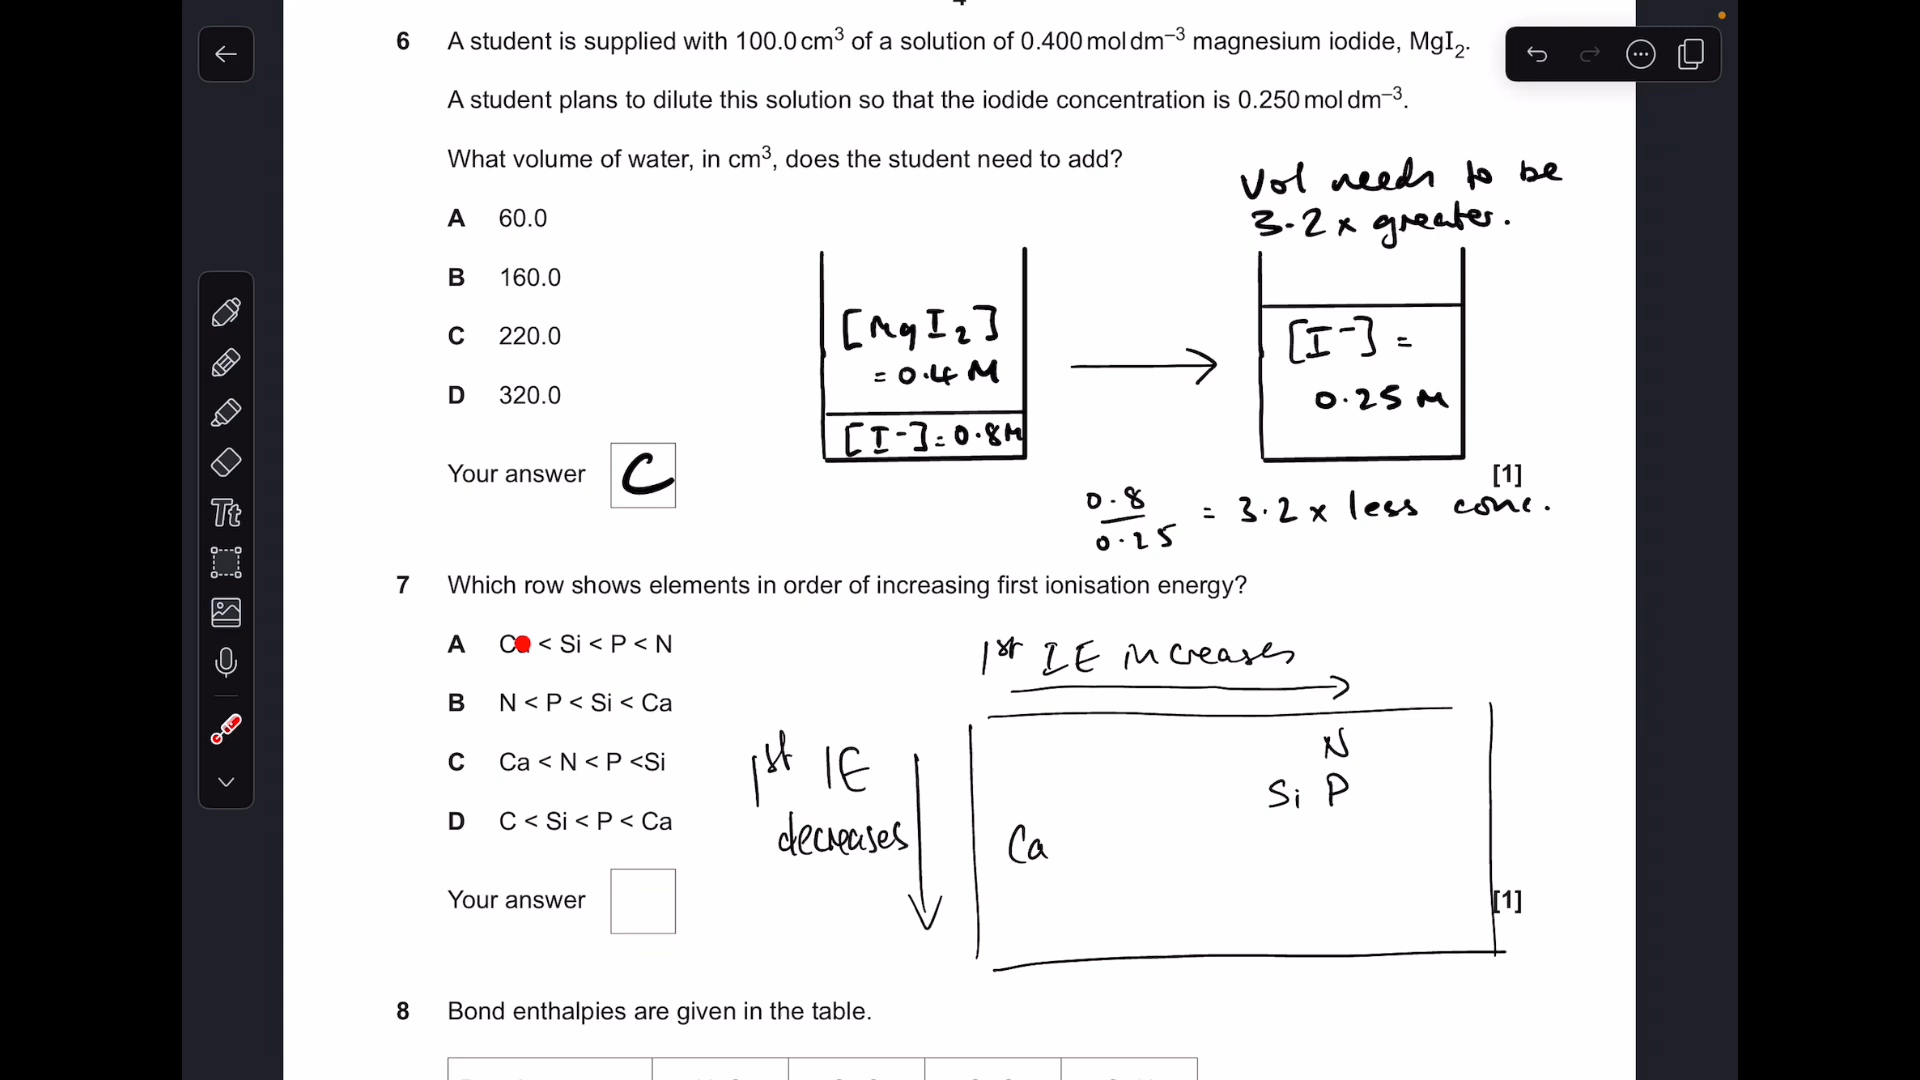 6 A student is supplied with 100.0 cm³ of a solution of 0.400 mol dm⁻³ magnesium iodide, MgI₂.
A student plans to dilute this solution so that the iodide concentration is 0.250 mol dm⁻³.
What volume of water, in cm³, does the student need to add?
Vol needs to be
3.2 x greater.
A 60.0
B 160.0
C 220.0
D 320.0
[MgI₂]
= 0.4 M
[I⁻] = 0.8M
[I⁻] =
0.25 M
Your answer C
[1]
0.8
0.25
= 3.2 x less conc.
7 Which row shows elements in order of increasing first ionisation energy?
A Ca < Si < P < N
B N < P < Si < Ca
C Ca < N < P <Si
D C < Si < P < Ca
1st IE increases
1st IE
decreases
N
Si P
Ca
Your answer
[1]
8 Bond enthalpies are given in the table.
Tt